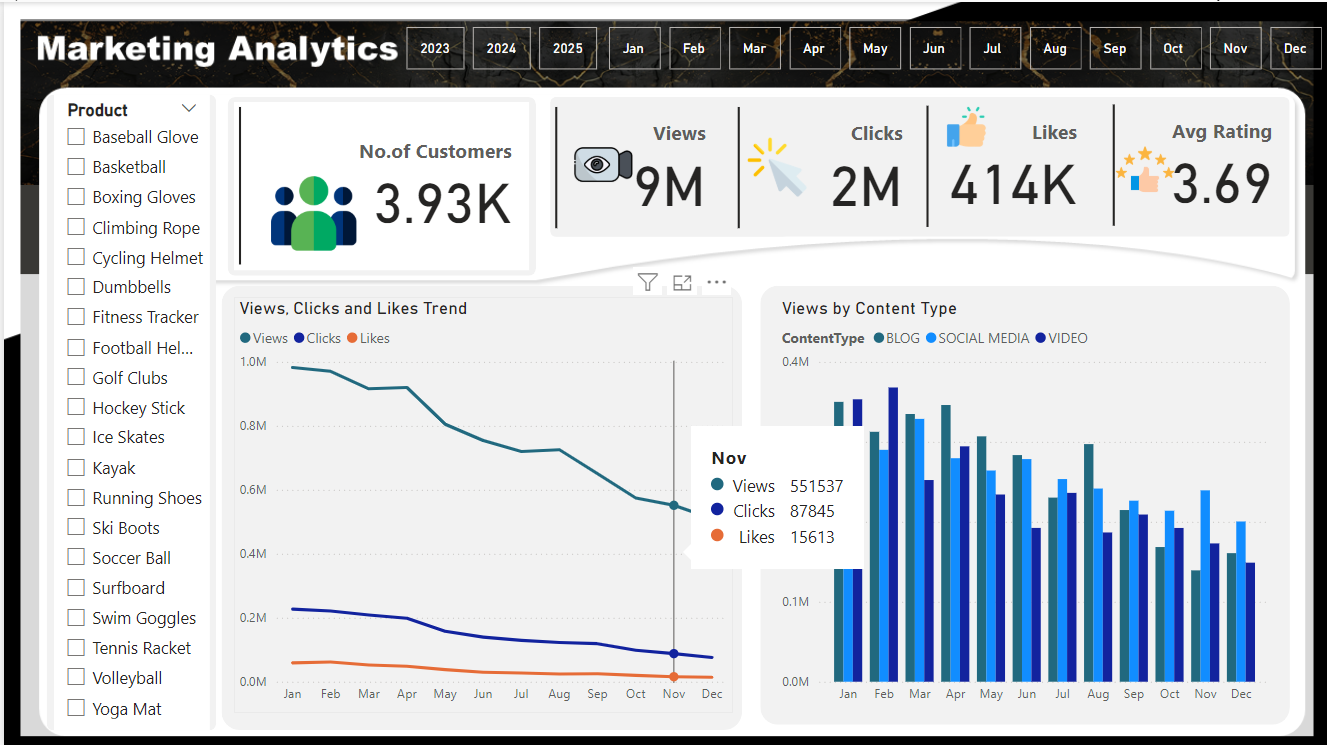 Marketing Analytics
2023 2024 2025 Jan Feb Mar Apr May Jun Jul Aug Sep Oct Nov Dec
Product
Baseball Glove
Basketball
Boxing Gloves
Climbing Rope
Cycling Helmet
Dumbbells
Fitness Tracker
Football Hel...
Golf Clubs
Hockey Stick
Ice Skates
Kayak
Running Shoes
Ski Boots
Soccer Ball
Surfboard
Swim Goggles
Tennis Racket
Volleyball
Yoga Mat
No.of Customers
3.93K
Views
9M
Clicks
2M
Likes
414K
Avg Rating
3.69
Views, Clicks and Likes Trend
Views Clicks Likes
1.0M
0.8M
0.6M
0.4M
0.2M
0.0M
Jan Feb Mar Apr May Jun Jul Aug Sep Oct Nov Dec
Nov
Views 551537
Clicks 87845
Likes 15613
Views by Content Type
ContentType BLOG SOCIAL MEDIA VIDEO
0.4M
0.1M
0.0M
Jan Feb Mar Apr May Jun Jul Aug Sep Oct Nov Dec